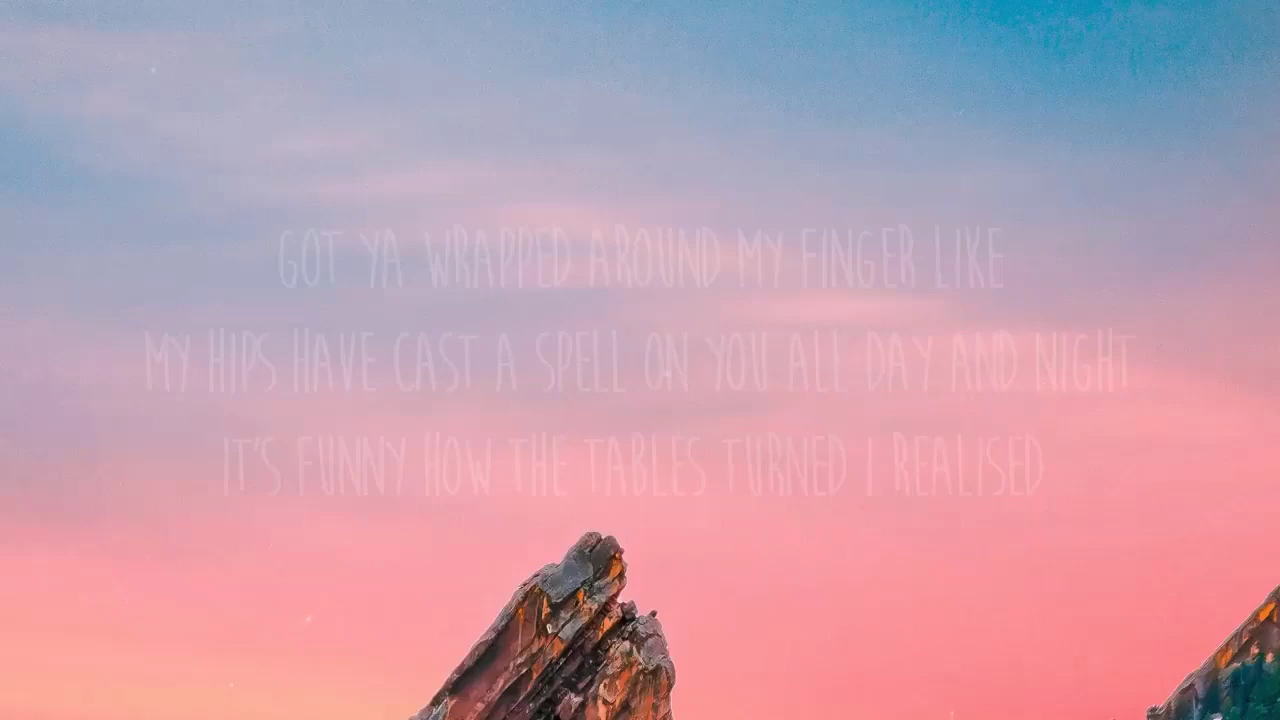 GOT YA WRAPPED AROUND MY FINGER LIKE
MY HIPS HAVE CAST A SPELL ON YOU ALL DAY AND NIGHT
IT'S FUNNY HOW THE TABLES TURNED I REALISED